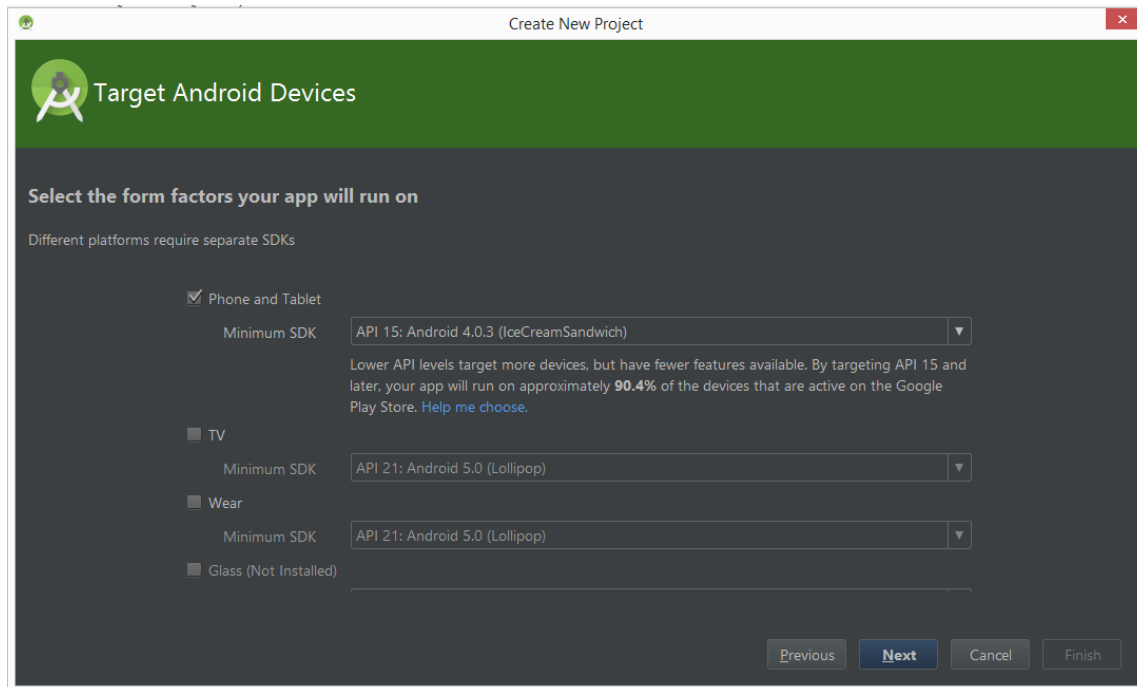 Create New Project
Target Android Devices
Select the form factors your app will run on
Different platforms require separate SDKs
Phone and Tablet
Minimum SDK API 15: Android 4.0.3 (IceCreamSandwich)
Lower API levels target more devices, but have fewer features available. By targeting API 15 and
later, your app will run on approximately 90.4% of the devices that are active on the Google
Play Store. Help me choose.
TV
Minimum SDK API 21: Android 5.0 (Lollipop)
Wear
Minimum SDK API 21: Android 5.0 (Lollipop)
Glass (Not Installed)
Previous Next Cancel Finish